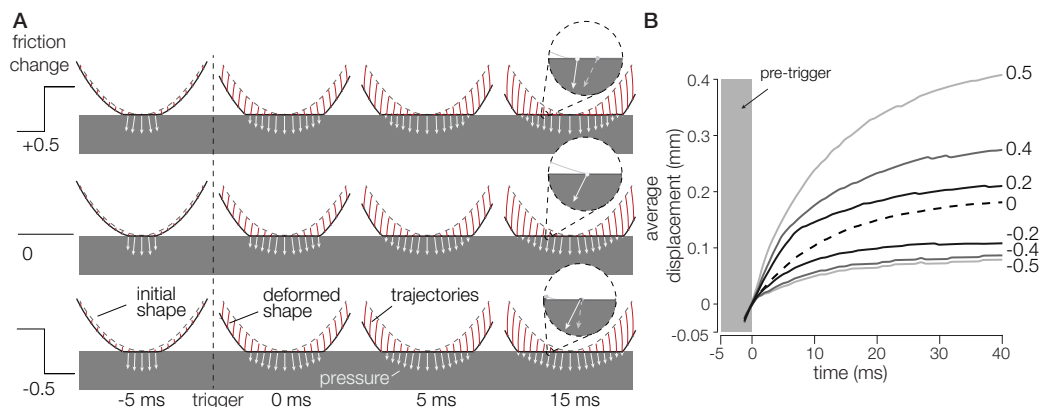 A
friction
change
+0.5
0
initial
shape
deformed
shape
trajectories
-0.5
pressure
-5 ms
trigger
0 ms
5 ms
15 ms
B
pre-trigger
average
displacement (mm)
0.4
0.3
0.2
0.1
0
-0.05
-5
0
10
20
30
40
time (ms)
0.5
0.4
0.2
0
-0.2
-0.4
-0.5